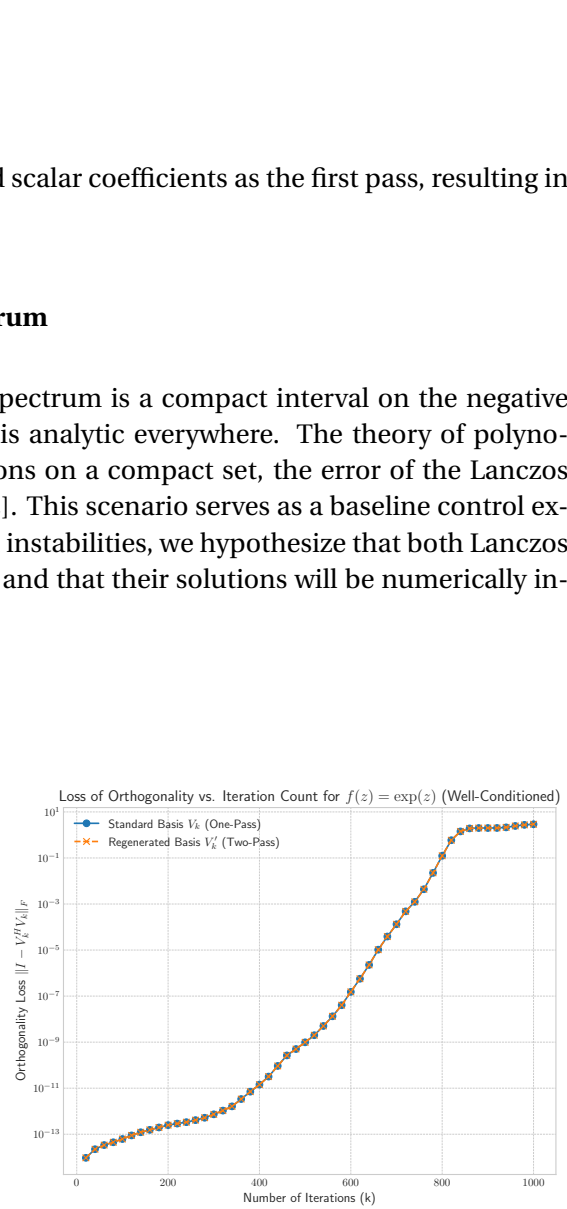 scalar coefficients as the first pass, resulting in
rum
pectrum is a compact interval on the negative
is analytic everywhere. The theory of polyno-
ons on a compact set, the error of the Lanczos
]. This scenario serves as a baseline control ex-
instabilities, we hypothesize that both Lanczos
and that their solutions will be numerically in-
Loss of Orthogonality vs. Iteration Count for f(z) = exp(z) (Well-Conditioned)
Standard Basis V_k (One-Pass)
Regenerated Basis V'_k (Two-Pass)
Orthogonality Loss ‖I − V_k^H V_k‖_F
10^1
10^−1
10^−3
10^−5
10^−7
10^−9
10^−11
10^−13
0 200 400 600 800 1000
Number of Iterations (k)